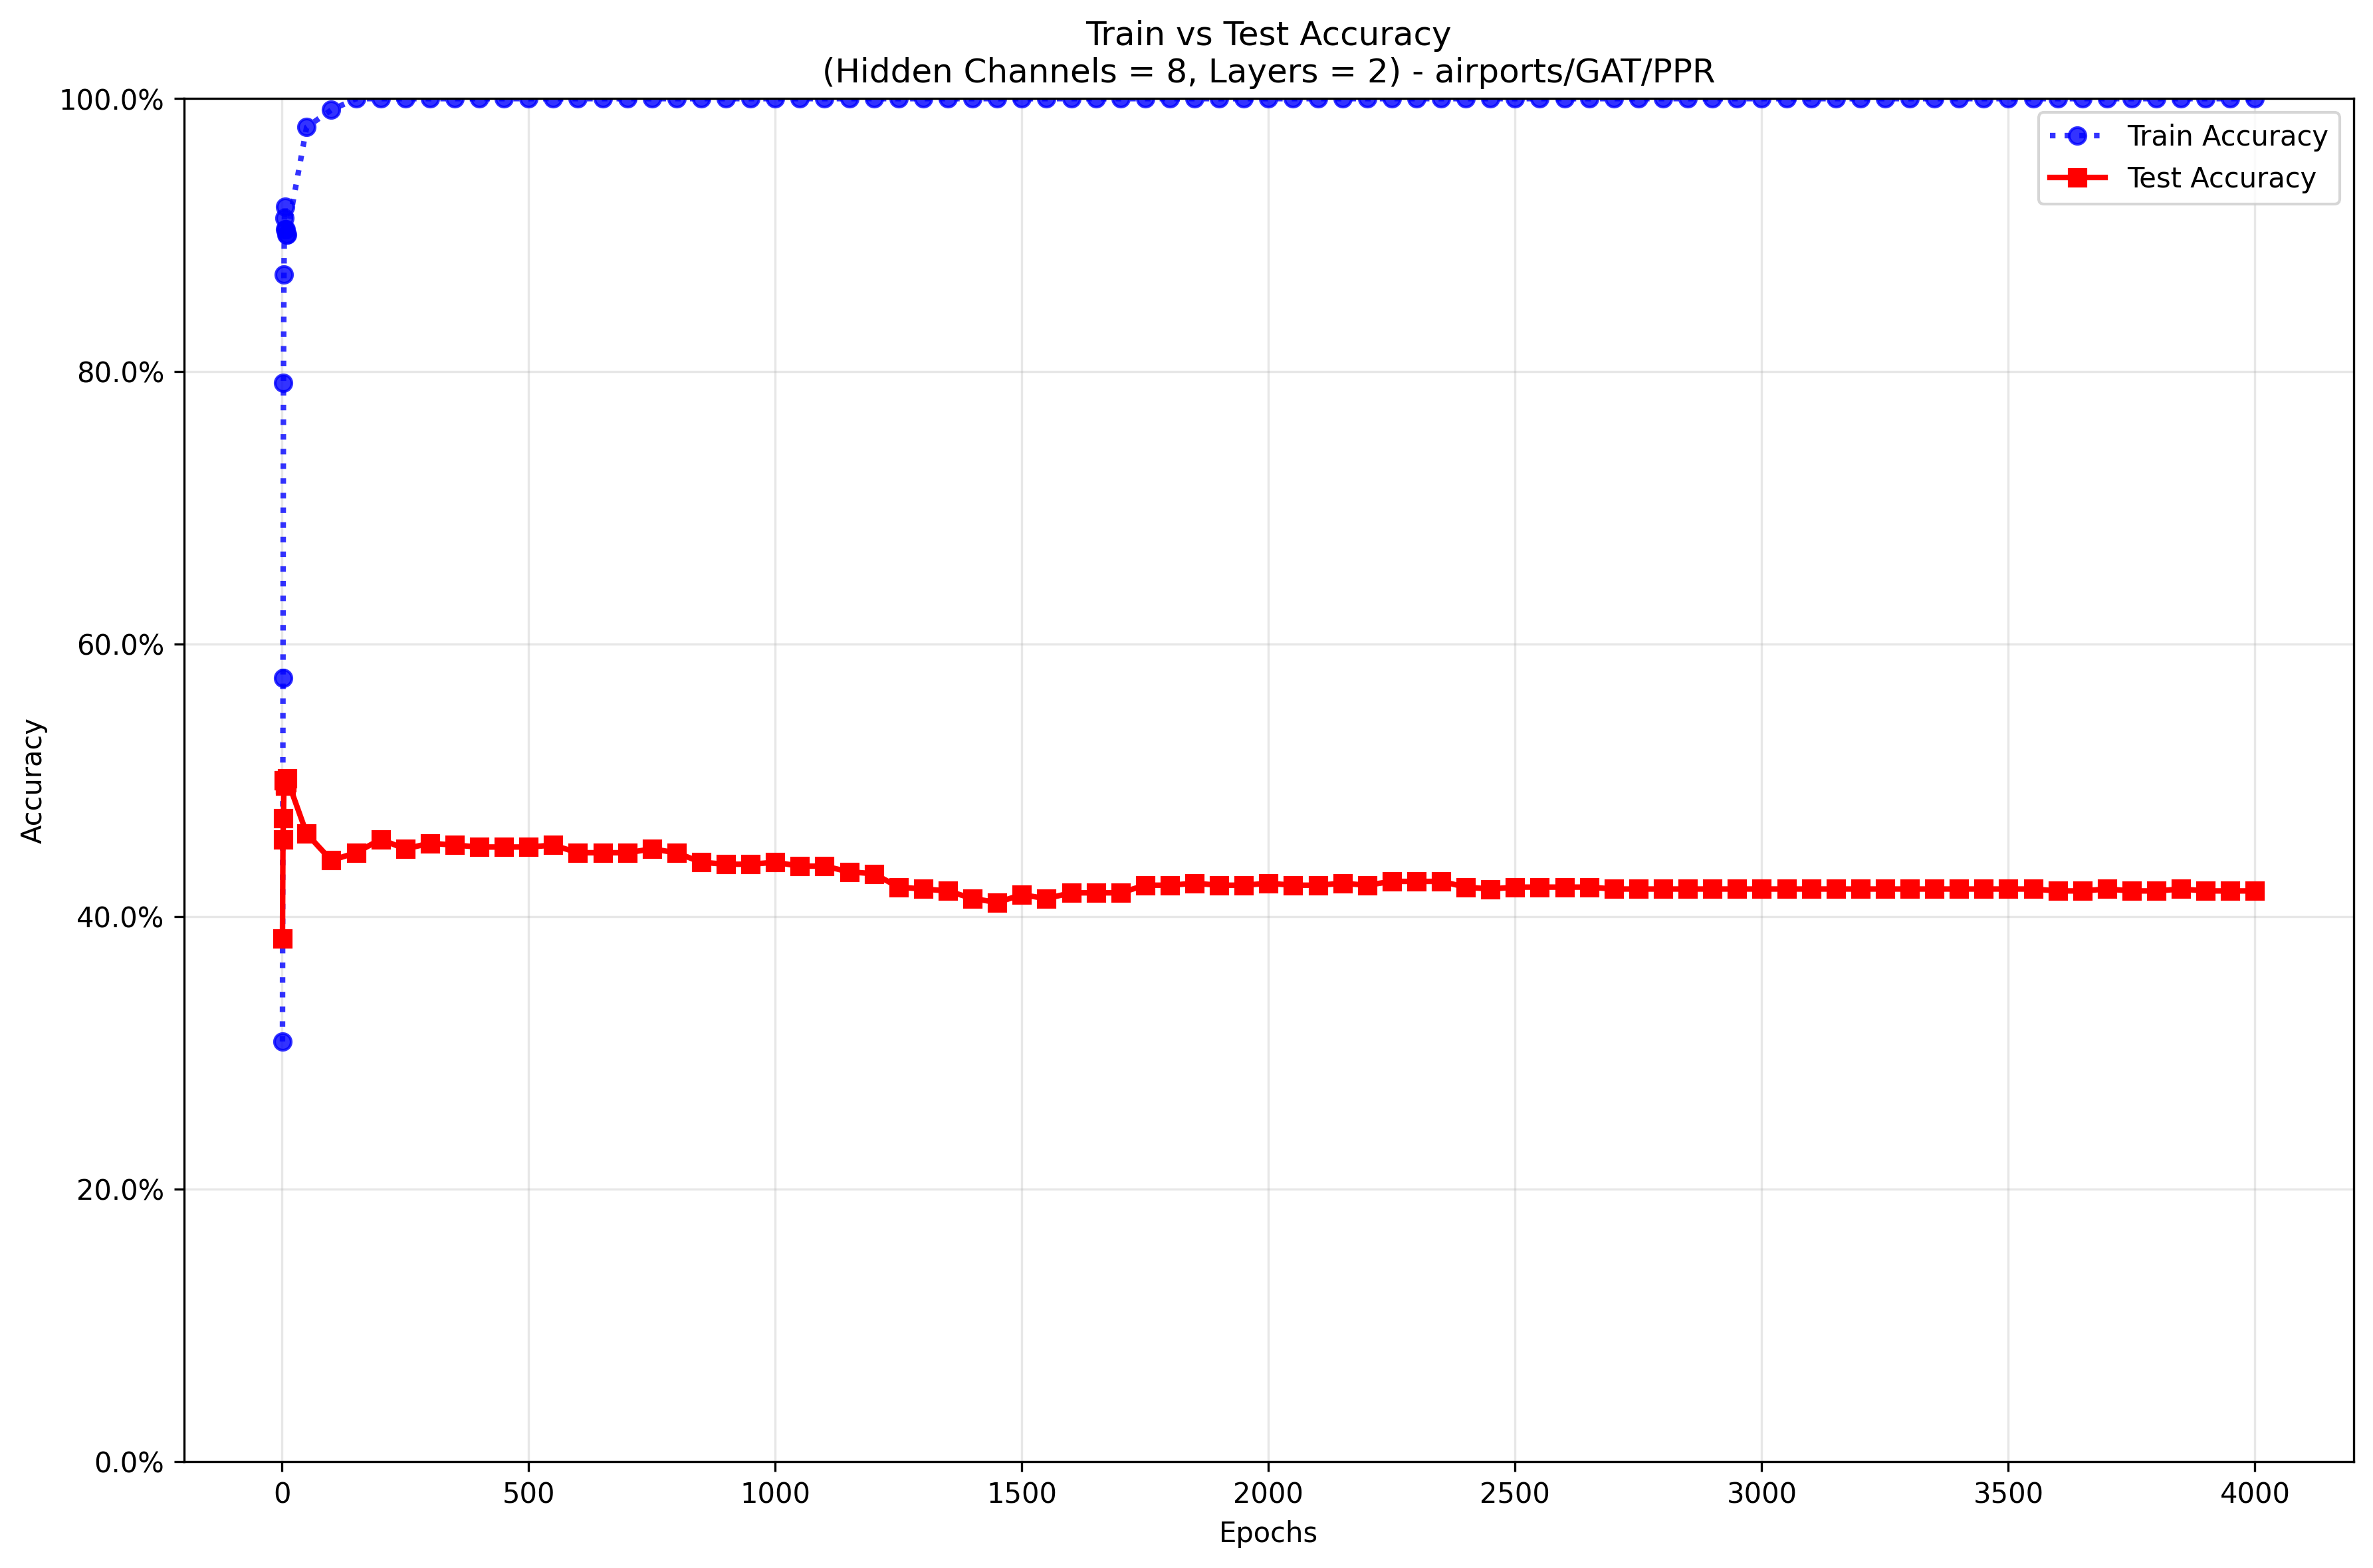 Train vs Test Accuracy
(Hidden Channels = 8, Layers = 2) - airports/GAT/PPR
100.0%
80.0%
60.0%
40.0%
20.0%
0.0%
Accuracy
Train Accuracy
Test Accuracy
0
500
1000
1500
2000
2500
3000
3500
4000
Epochs